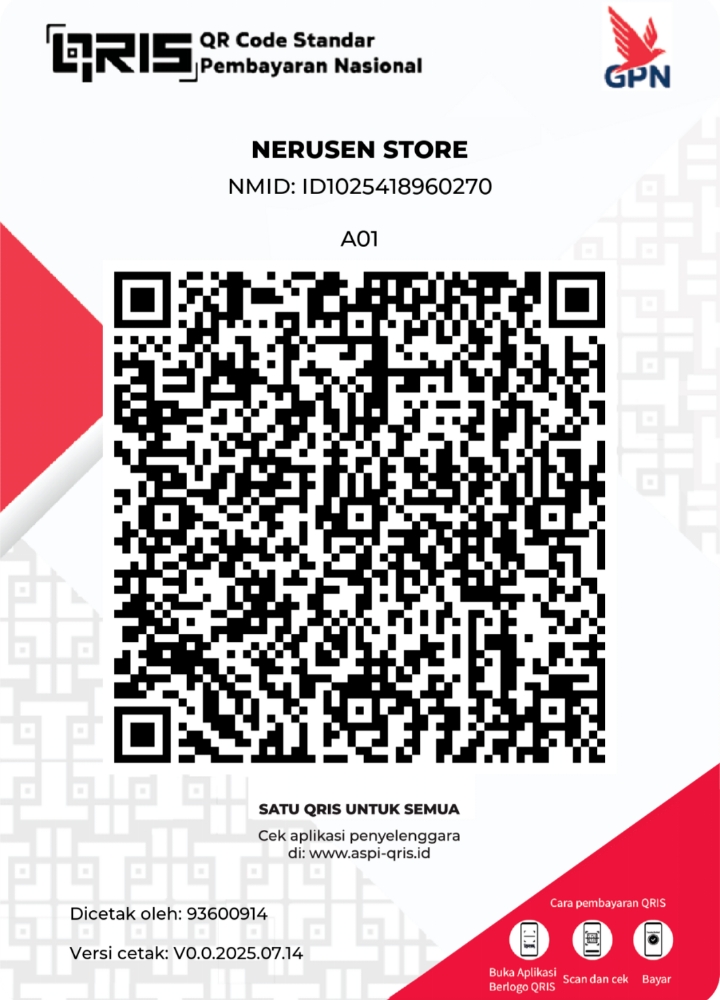 QRIS
QR Code Standar
Pembayaran Nasional
GPN
NERUSEN STORE
NMID: ID1025418960270
A01
SATU QRIS UNTUK SEMUA
Cek aplikasi penyelenggara
di: www.aspi-qris.id
Dicetak oleh: 93600914
Versi cetak: V0.0.2025.07.14
Cara pembayaran QRIS
Buka Aplikasi
Berlogo QRIS
Scan dan cek
Bayar